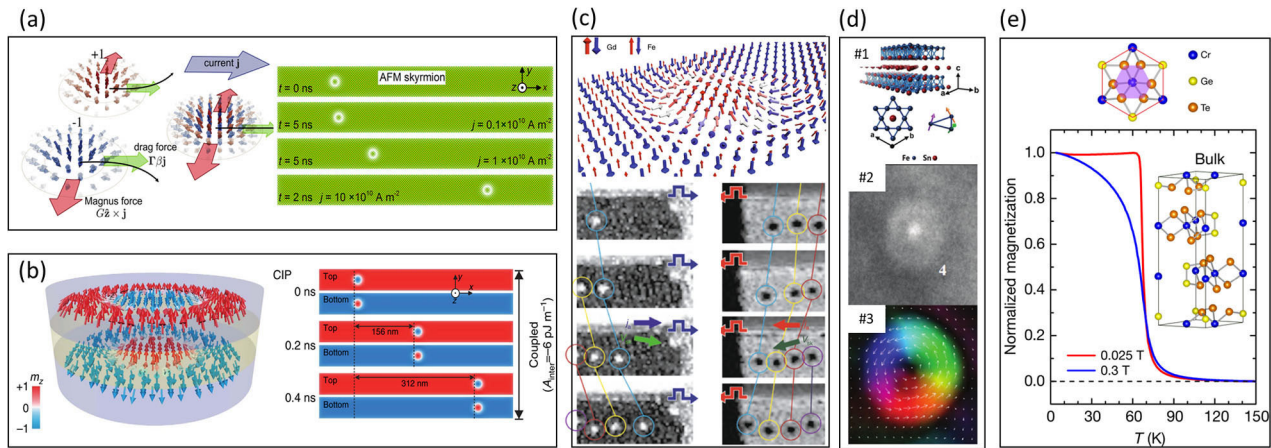 (a)
+1
current j
-1
drag force
Γβj
Magnus force
Gẑ × j
AFM skyrmion
y
z
x
t = 0 ns
t = 5 ns
j = 0.1×10¹⁰ A m⁻²
t = 5 ns
j = 1 ×10¹⁰ A m⁻²
t = 2 ns
j = 10 ×10¹⁰ A m⁻²
(b)
m_z
+1
0
−1
CIP
0 ns
Top
Bottom
y
z
x
0.2 ns
Top
156 nm
Bottom
0.4 ns
Top
312 nm
Bottom
Coupled
(A_inter=−6 pJ m⁻¹)
(c)
Gd
Fe
j
(d)
#1
c
a
b
a
b
Fe
Sn
#2
4
#3
(e)
Cr
Ge
Te
Bulk
Normalized magnetization
1.0
0.8
0.6
0.4
0.2
0.0
0.025 T
0.3 T
0
30
60
90
120
150
T (K)